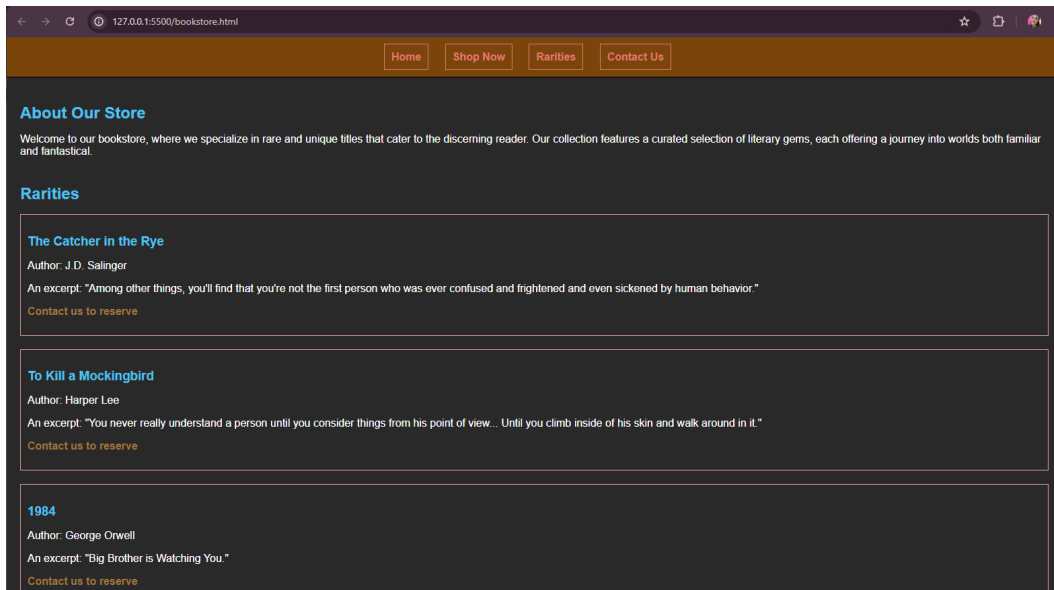 127.0.0.1:5500/bookstore.html
Home Shop Now Rarities Contact Us
About Our Store
Welcome to our bookstore, where we specialize in rare and unique titles that cater to the discerning reader. Our collection features a curated selection of literary gems, each offering a journey into worlds both familiar
and fantastical.
Rarities
The Catcher in the Rye
Author: J.D. Salinger
An excerpt: "Among other things, you'll find that you're not the first person who was ever confused and frightened and even sickened by human behavior."
Contact us to reserve
To Kill a Mockingbird
Author: Harper Lee
An excerpt: "You never really understand a person until you consider things from his point of view... Until you climb inside of his skin and walk around in it."
Contact us to reserve
1984
Author: George Orwell
An excerpt: "Big Brother is Watching You."
Contact us to reserve